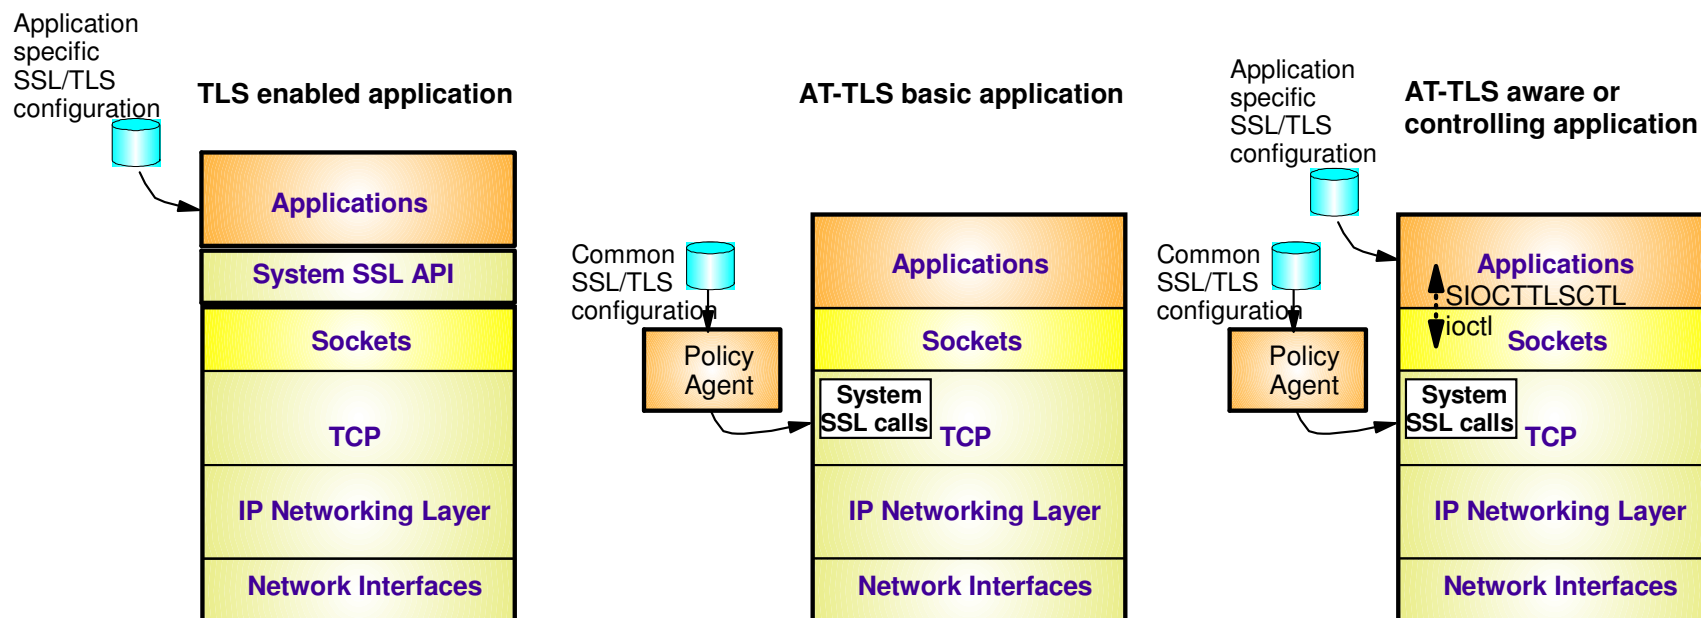 Application
specific
SSL/TLS
configuration
TLS enabled application
Applications
System SSL API
Sockets
TCP
IP Networking Layer
Network Interfaces
AT-TLS basic application
Common
SSL/TLS
configuration
Policy
Agent
Applications
Sockets
System
SSL calls
TCP
IP Networking Layer
Network Interfaces
Application
specific
SSL/TLS
configuration
AT-TLS aware or
controlling application
Common
SSL/TLS
configuration
Policy
Agent
Applications
SIOCTTLSCTL
ioctl
Sockets
System
SSL calls
TCP
IP Networking Layer
Network Interfaces